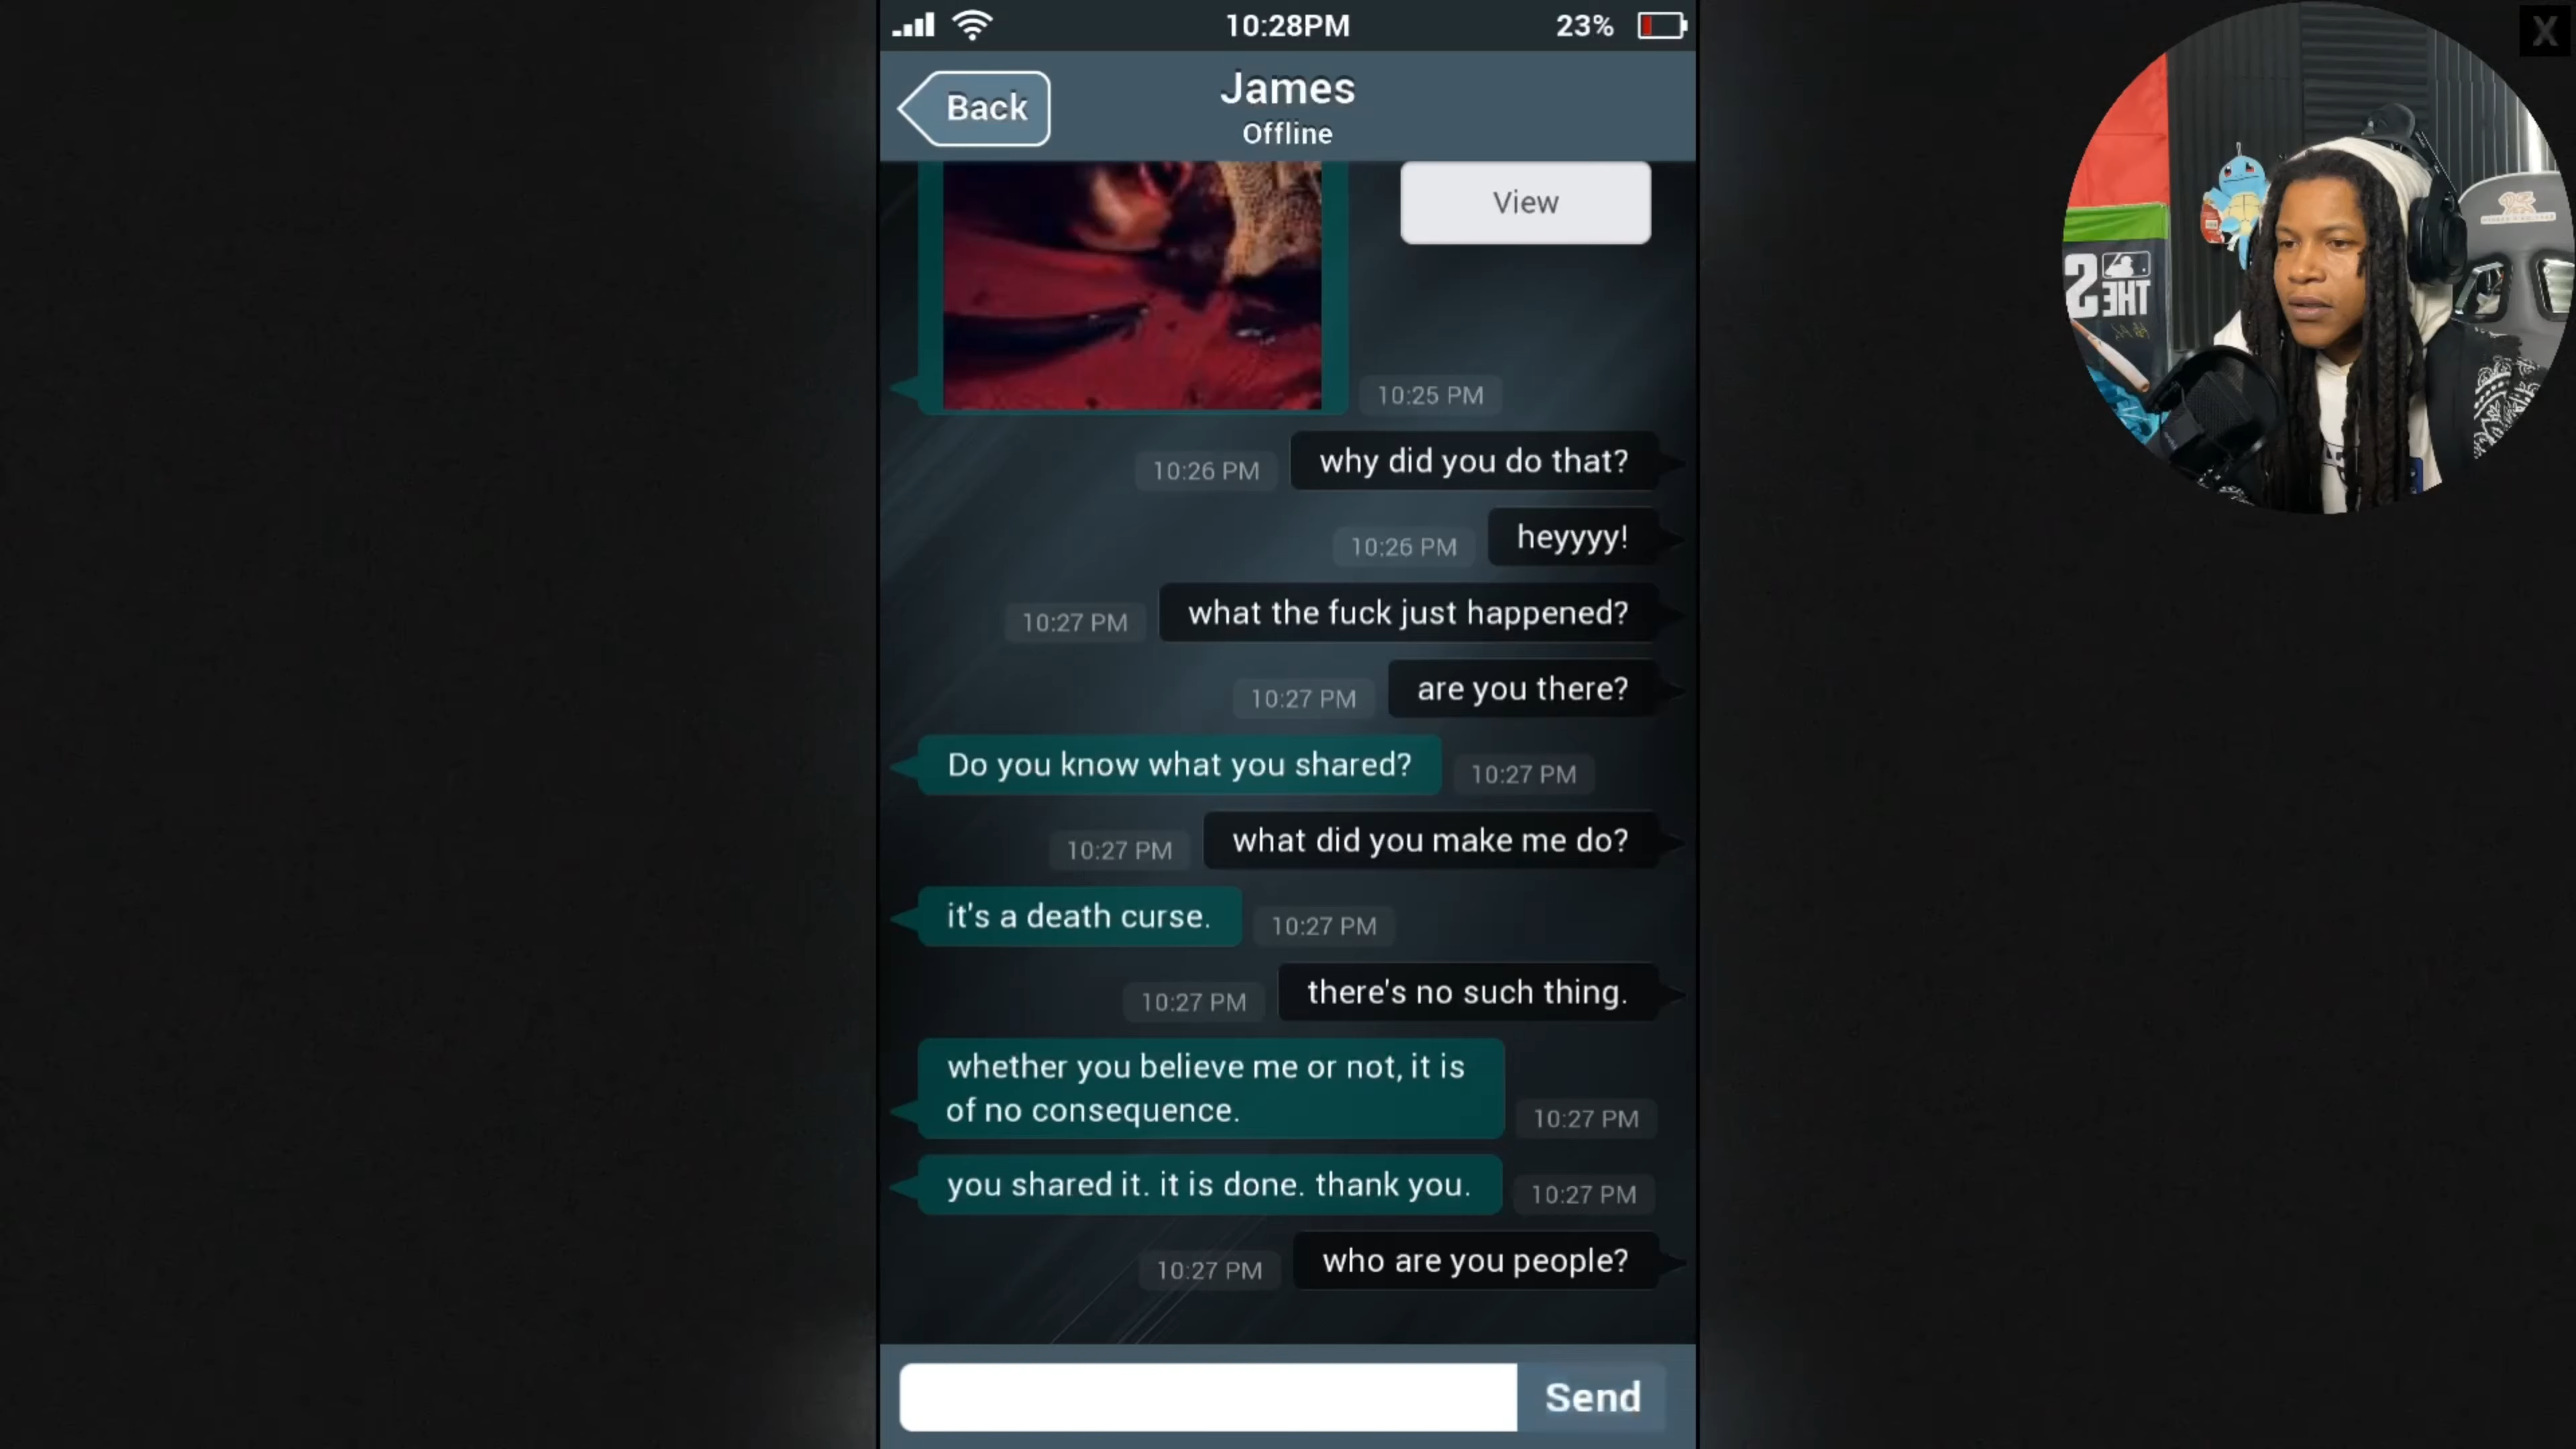 10:28PM
23%
X
Back
James
Offline
View
10:25 PM
why did you do that?
10:26 PM
heyyyy!
10:26 PM
what the fuck just happened?
10:27 PM
are you there?
10:27 PM
Do you know what you shared?
10:27 PM
what did you make me do?
10:27 PM
it's a death curse.
10:27 PM
there's no such thing.
10:27 PM
whether you believe me or not, it is
of no consequence.
10:27 PM
you shared it. it is done. thank you.
10:27 PM
who are you people?
10:27 PM
Send
THE